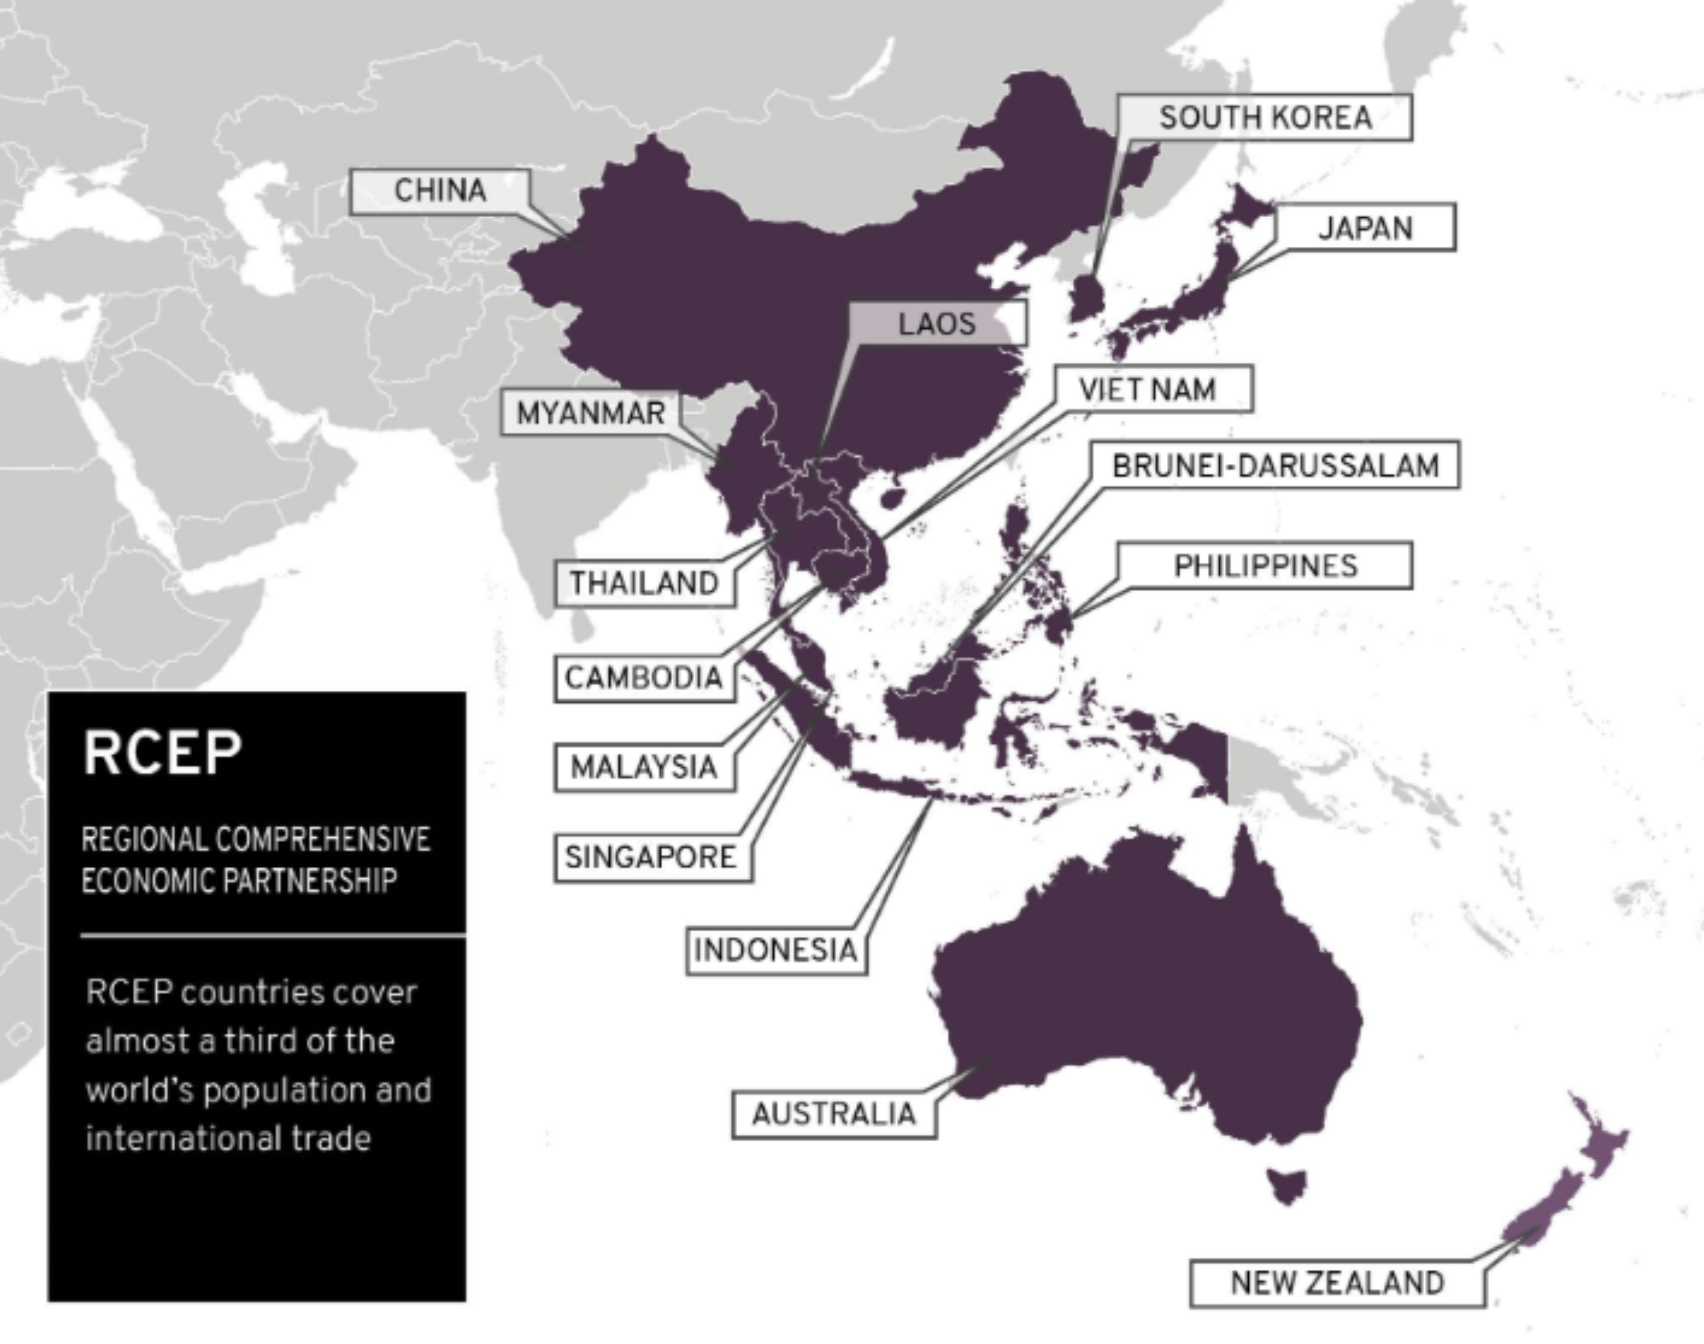 SOUTH KOREA
CHINA
JAPAN
LAOS
VIET NAM
MYANMAR
BRUNEI-DARUSSALAM
PHILIPPINES
THAILAND
CAMBODIA
MALAYSIA
SINGAPORE
INDONESIA
AUSTRALIA
NEW ZEALAND
RCEP
REGIONAL COMPREHENSIVE
ECONOMIC PARTNERSHIP
RCEP countries cover
almost a third of the
world's population and
international trade